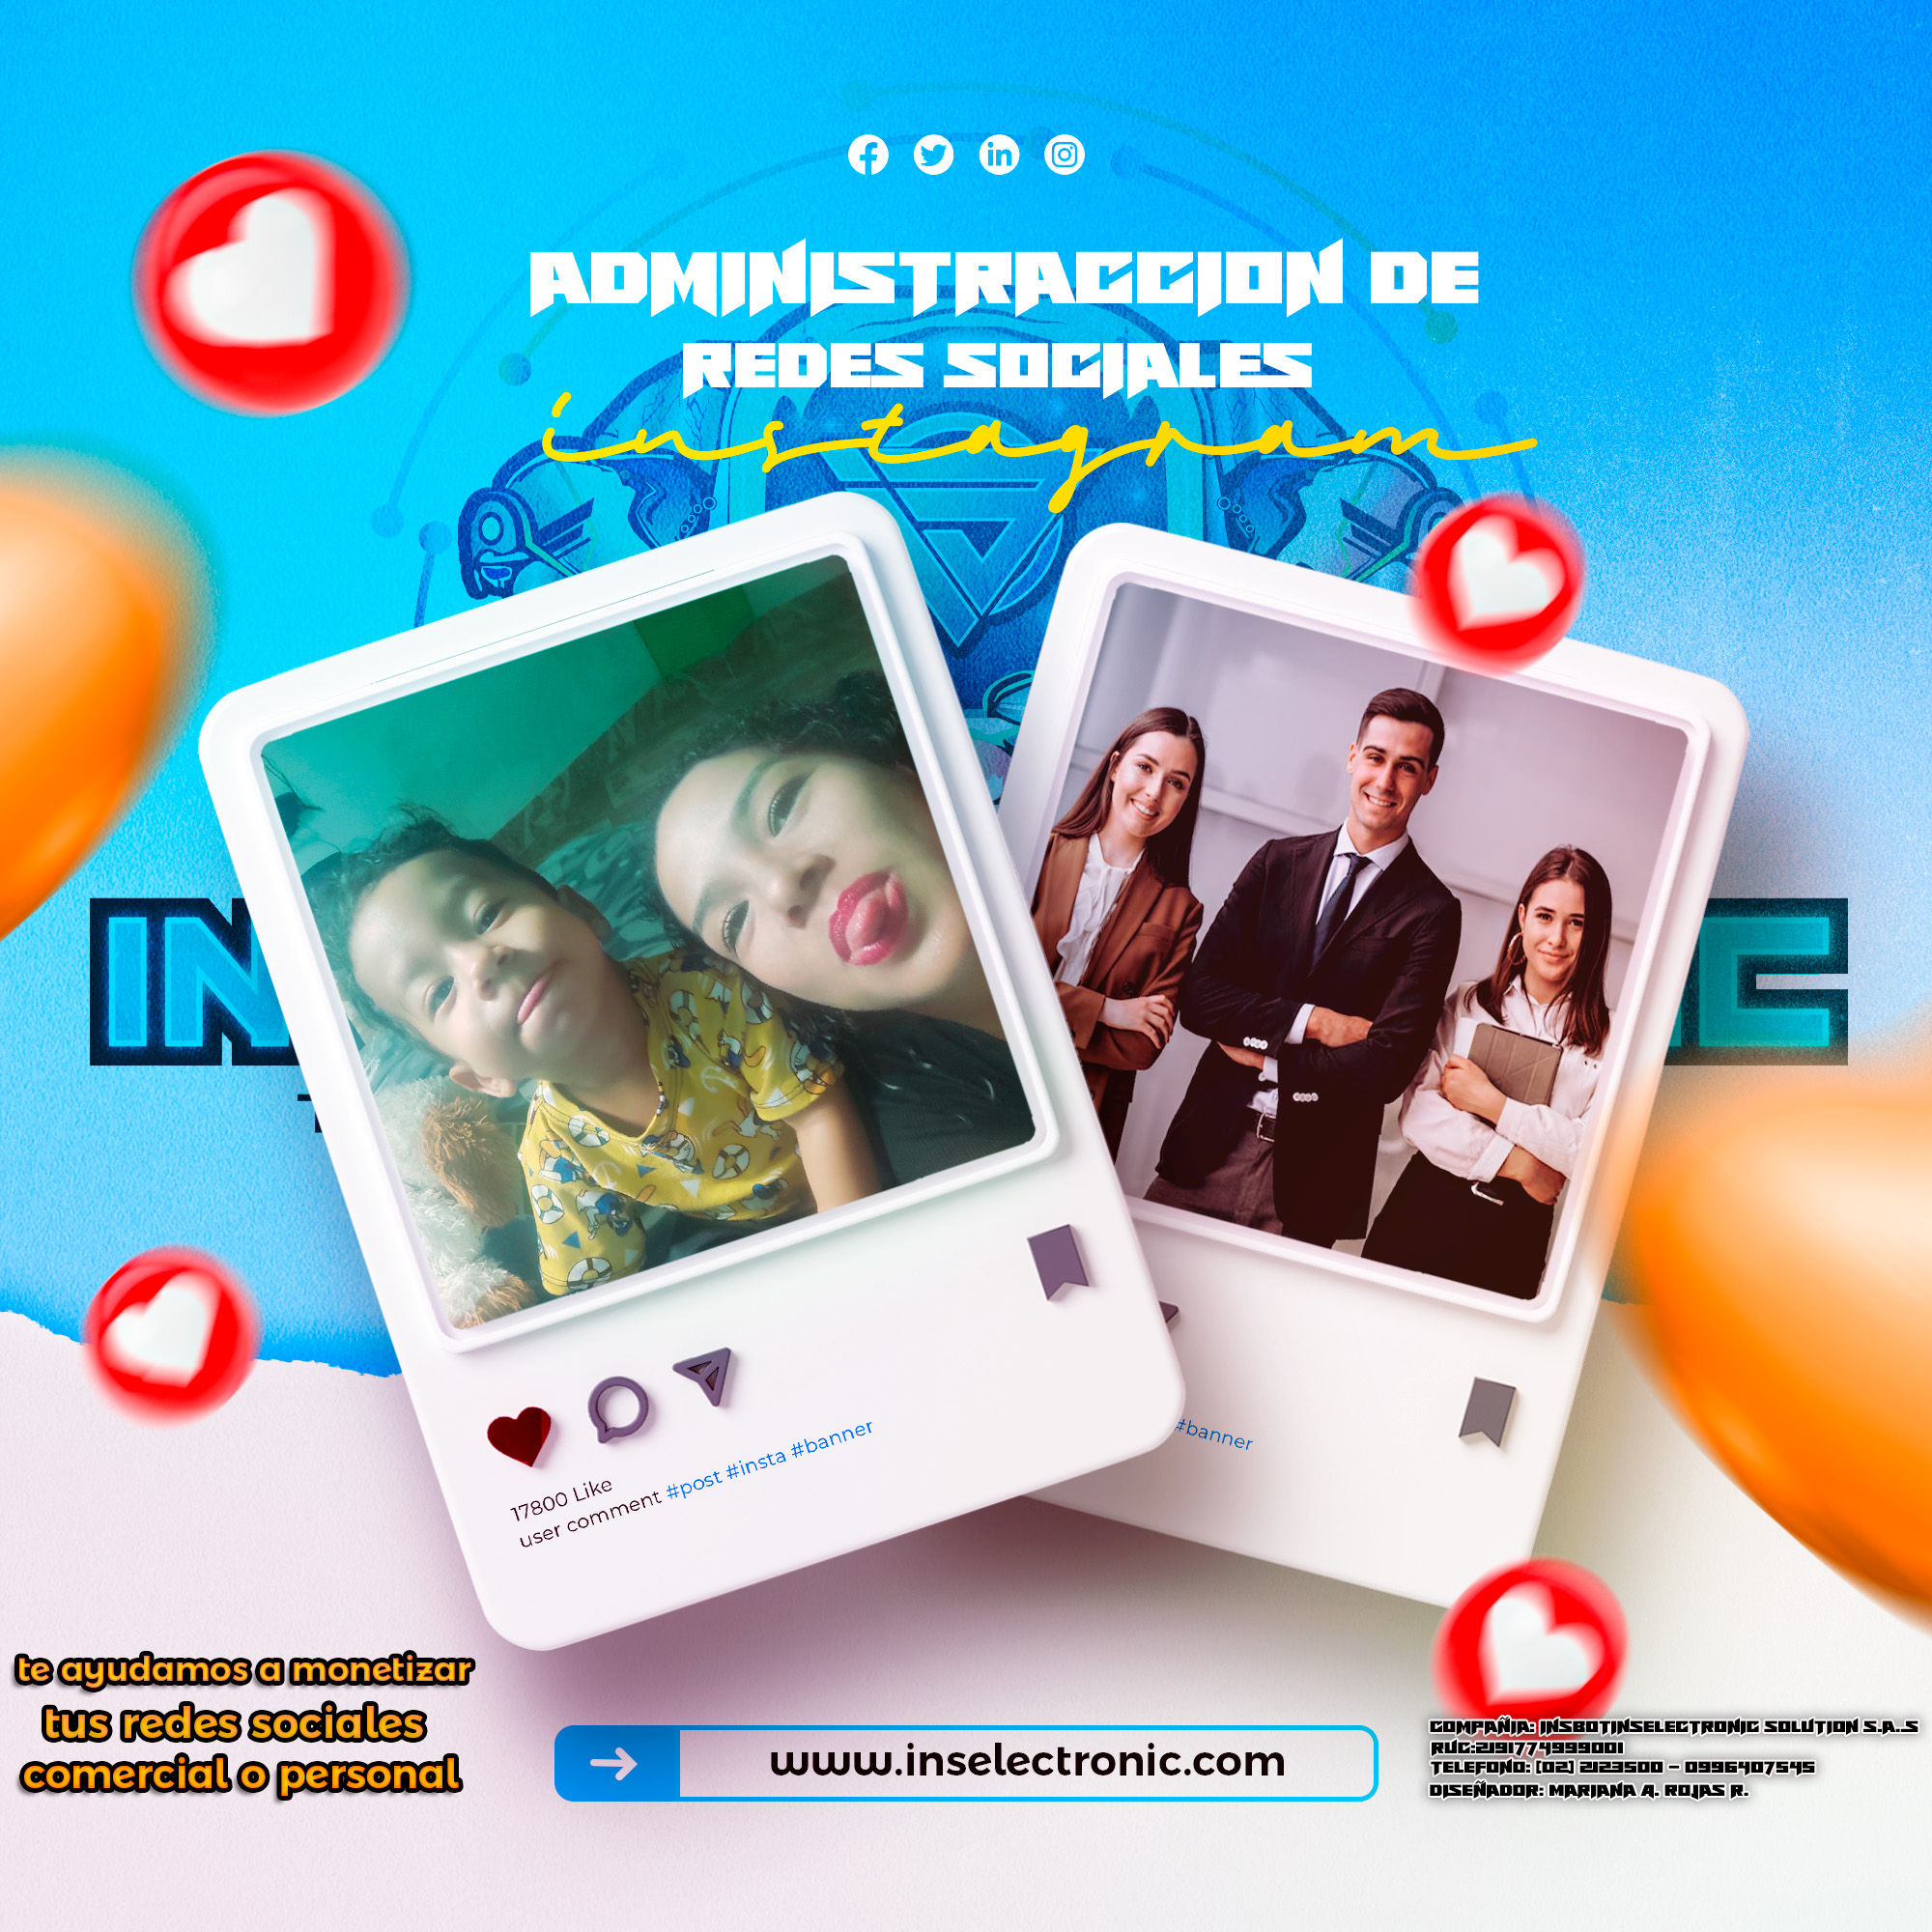 ADMINISTRACCION DE
REDES SOCIALES
instagram
IN
IC
17800 Like
user comment #post #insta #banner
#banner
te ayudamos a monetizar
tus redes sociales
comercial o personal
www.inselectronic.com
COMPAÑIA: INSBOTINSELECTRONIC SOLUTION S.A..S
RUC:2191774999001
TELEFONO: (02) 2123500 - 0996407545
DISEÑADOR: MARIANA A. ROJAS R.